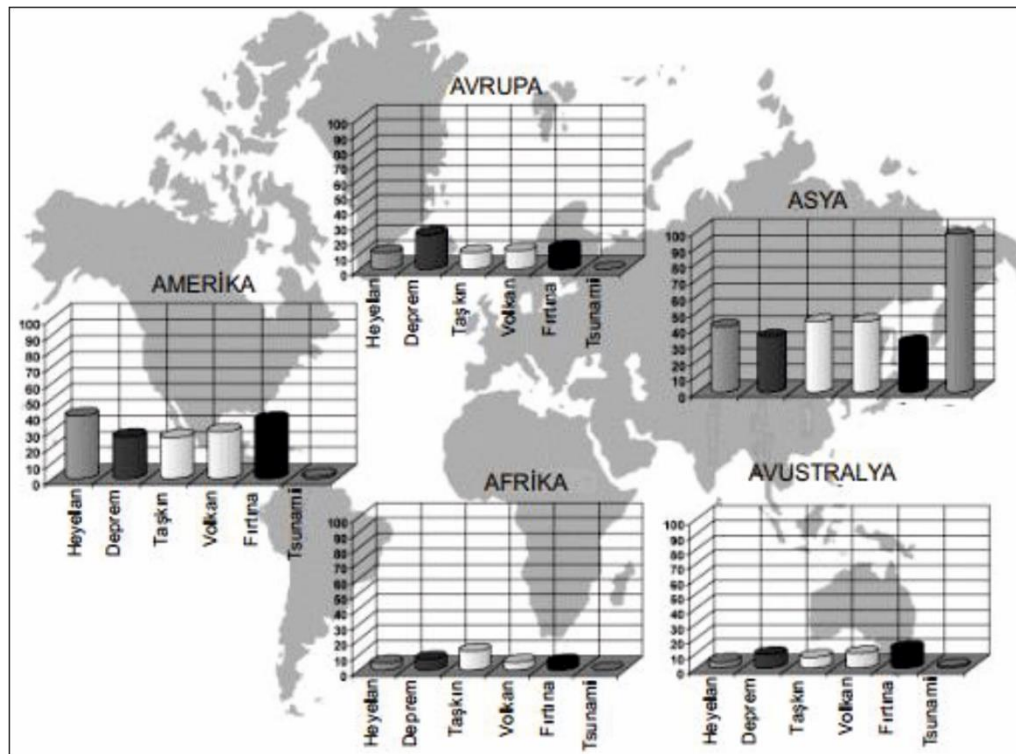 AVRUPA
100
90
80
70
60
50
40
30
20
10
0
Heyelan
Deprem
Taşkın
Volkan
Fırtına
Tsunami
ASYA
100
90
80
70
60
50
40
30
20
10
0
AMERİKA
100
90
80
70
60
50
40
30
20
10
0
Heyelan
Deprem
Taşkın
Volkan
Fırtına
Tsunami
AFRİKA
100
90
80
70
60
50
40
30
20
10
0
Heyelan
Deprem
Taşkın
Volkan
Fırtına
Tsunami
AVUSTRALYA
100
90
80
70
60
50
40
30
20
10
0
Heyelan
Deprem
Taşkın
Volkan
Fırtına
Tsunami